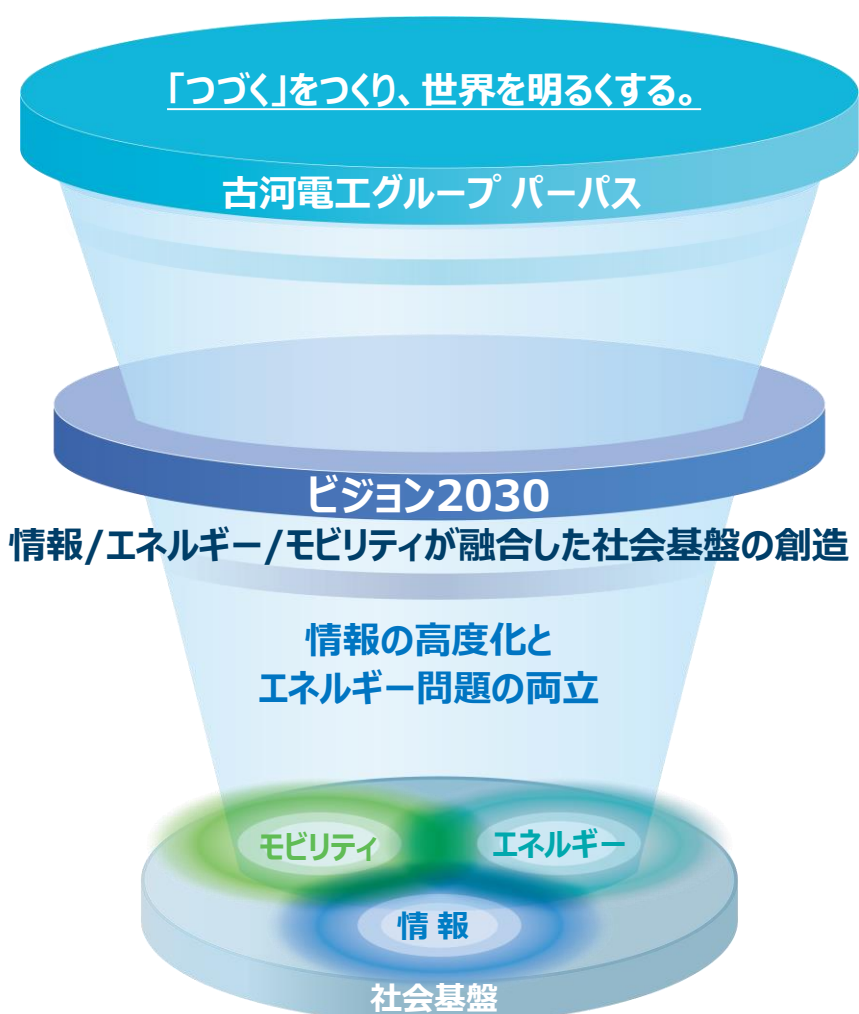 「つづく」をつくり、世界を明るくする。
古河電工グループ パーパス
ビジョン2030
情報/エネルギー/モビリティが融合した社会基盤の創造
情報の高度化と
エネルギー問題の両立
モビリティ
エネルギー
情 報
社会基盤